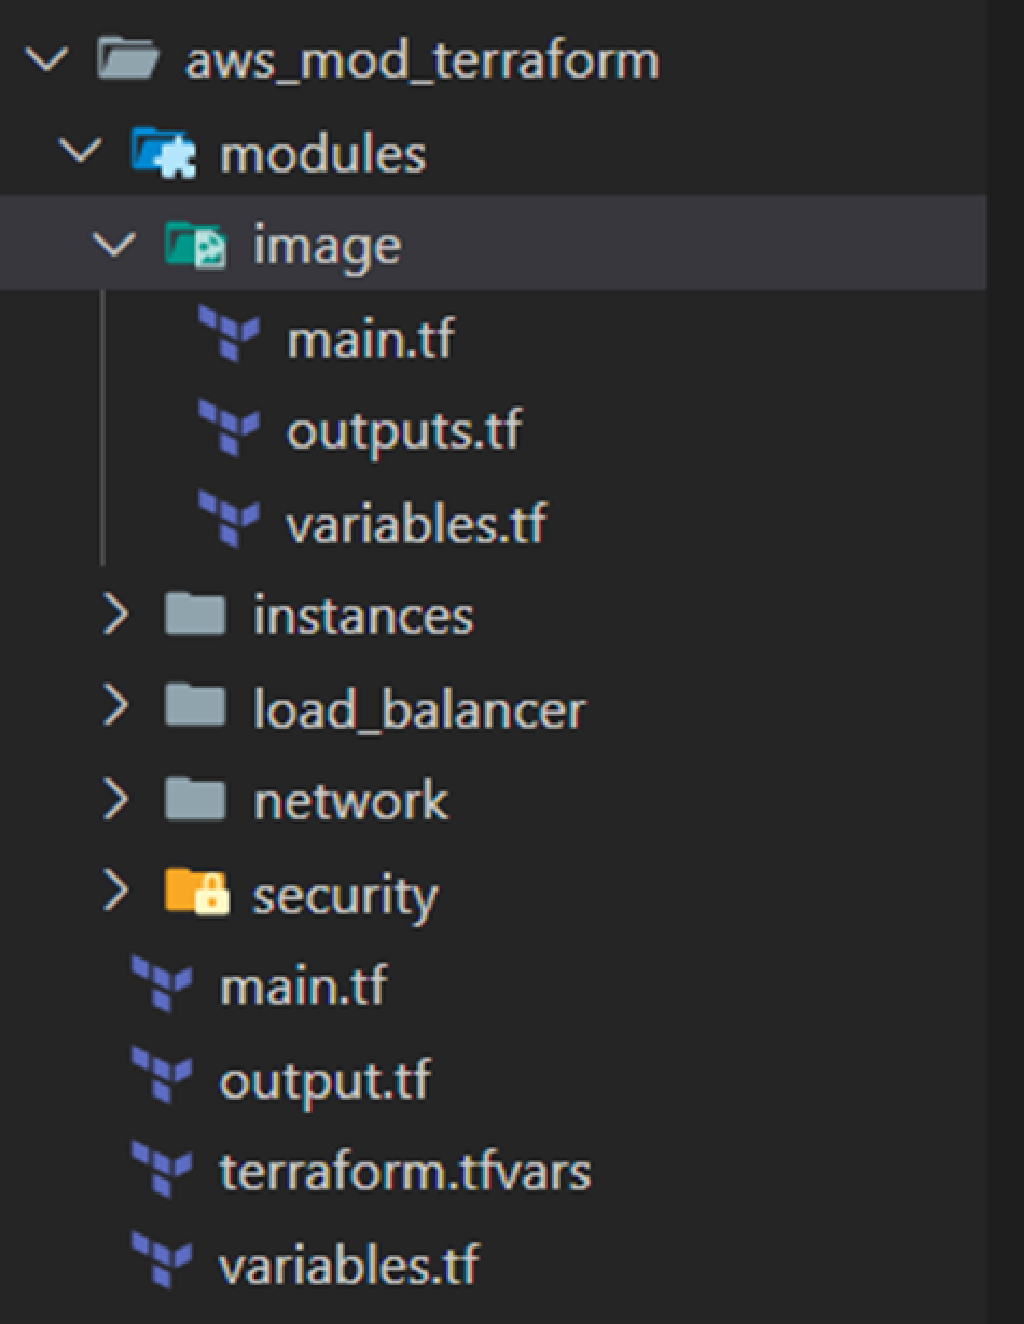 aws_mod_terraform
modules
image
main.tf
outputs.tf
variables.tf
instances
load_balancer
network
security
main.tf
output.tf
terraform.tfvars
variables.tf